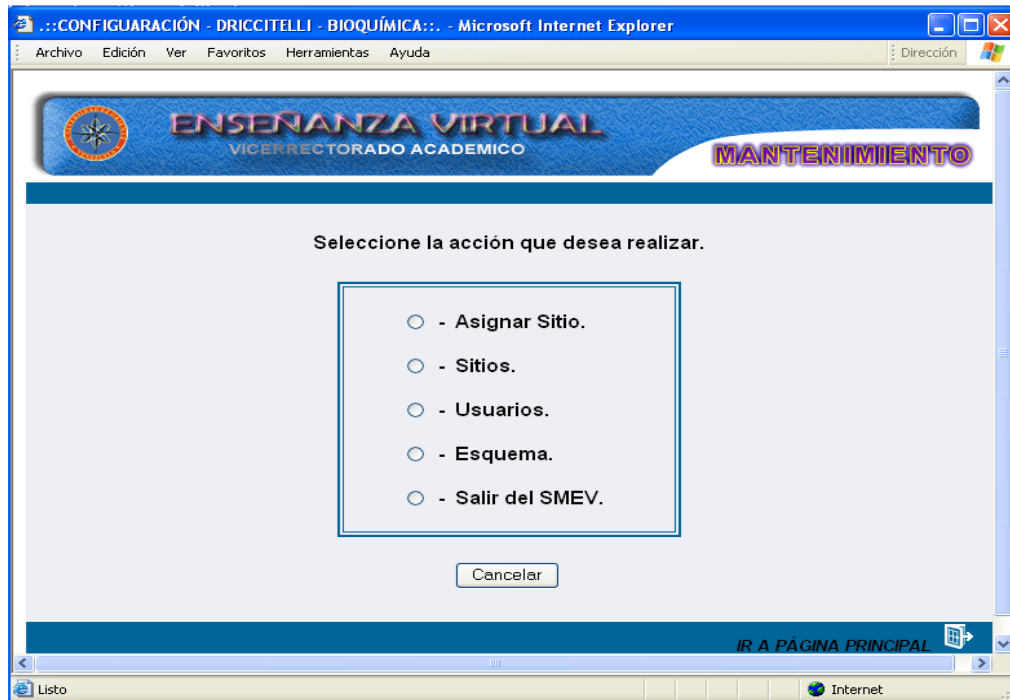 .::CONFIGUARACIÓN - DRICCITELLI - BIOQUÍMICA::. - Microsoft Internet Explorer
Archivo Edición Ver Favoritos Herramientas Ayuda Dirección
ENSEÑANZA VIRTUAL
VICERRECTORADO ACADEMICO
MANTENIMIENTO
Seleccione la acción que desea realizar.
- Asignar Sitio.
- Sitios.
- Usuarios.
- Esquema.
- Salir del SMEV.
Cancelar
IR A PÁGINA PRINCIPAL
Listo Internet